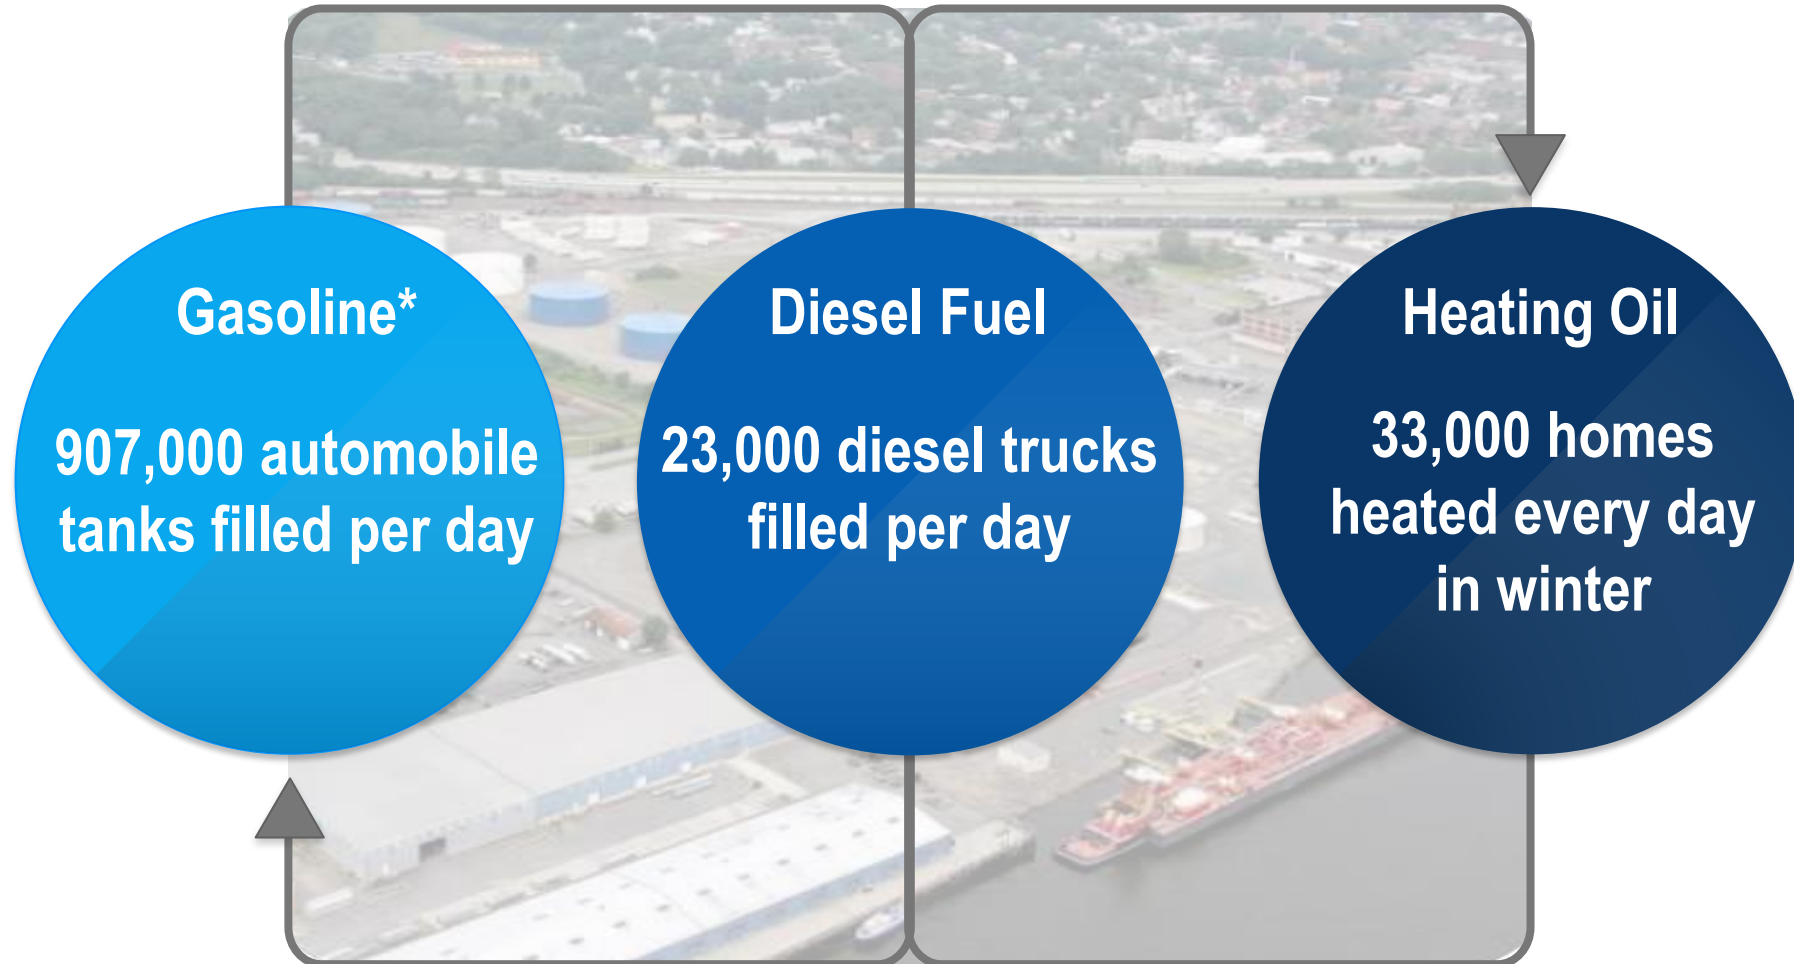 Gasoline*
907,000 automobile
tanks filled per day
Diesel Fuel
23,000 diesel trucks
filled per day
Heating Oil
33,000 homes
heated every day
in winter